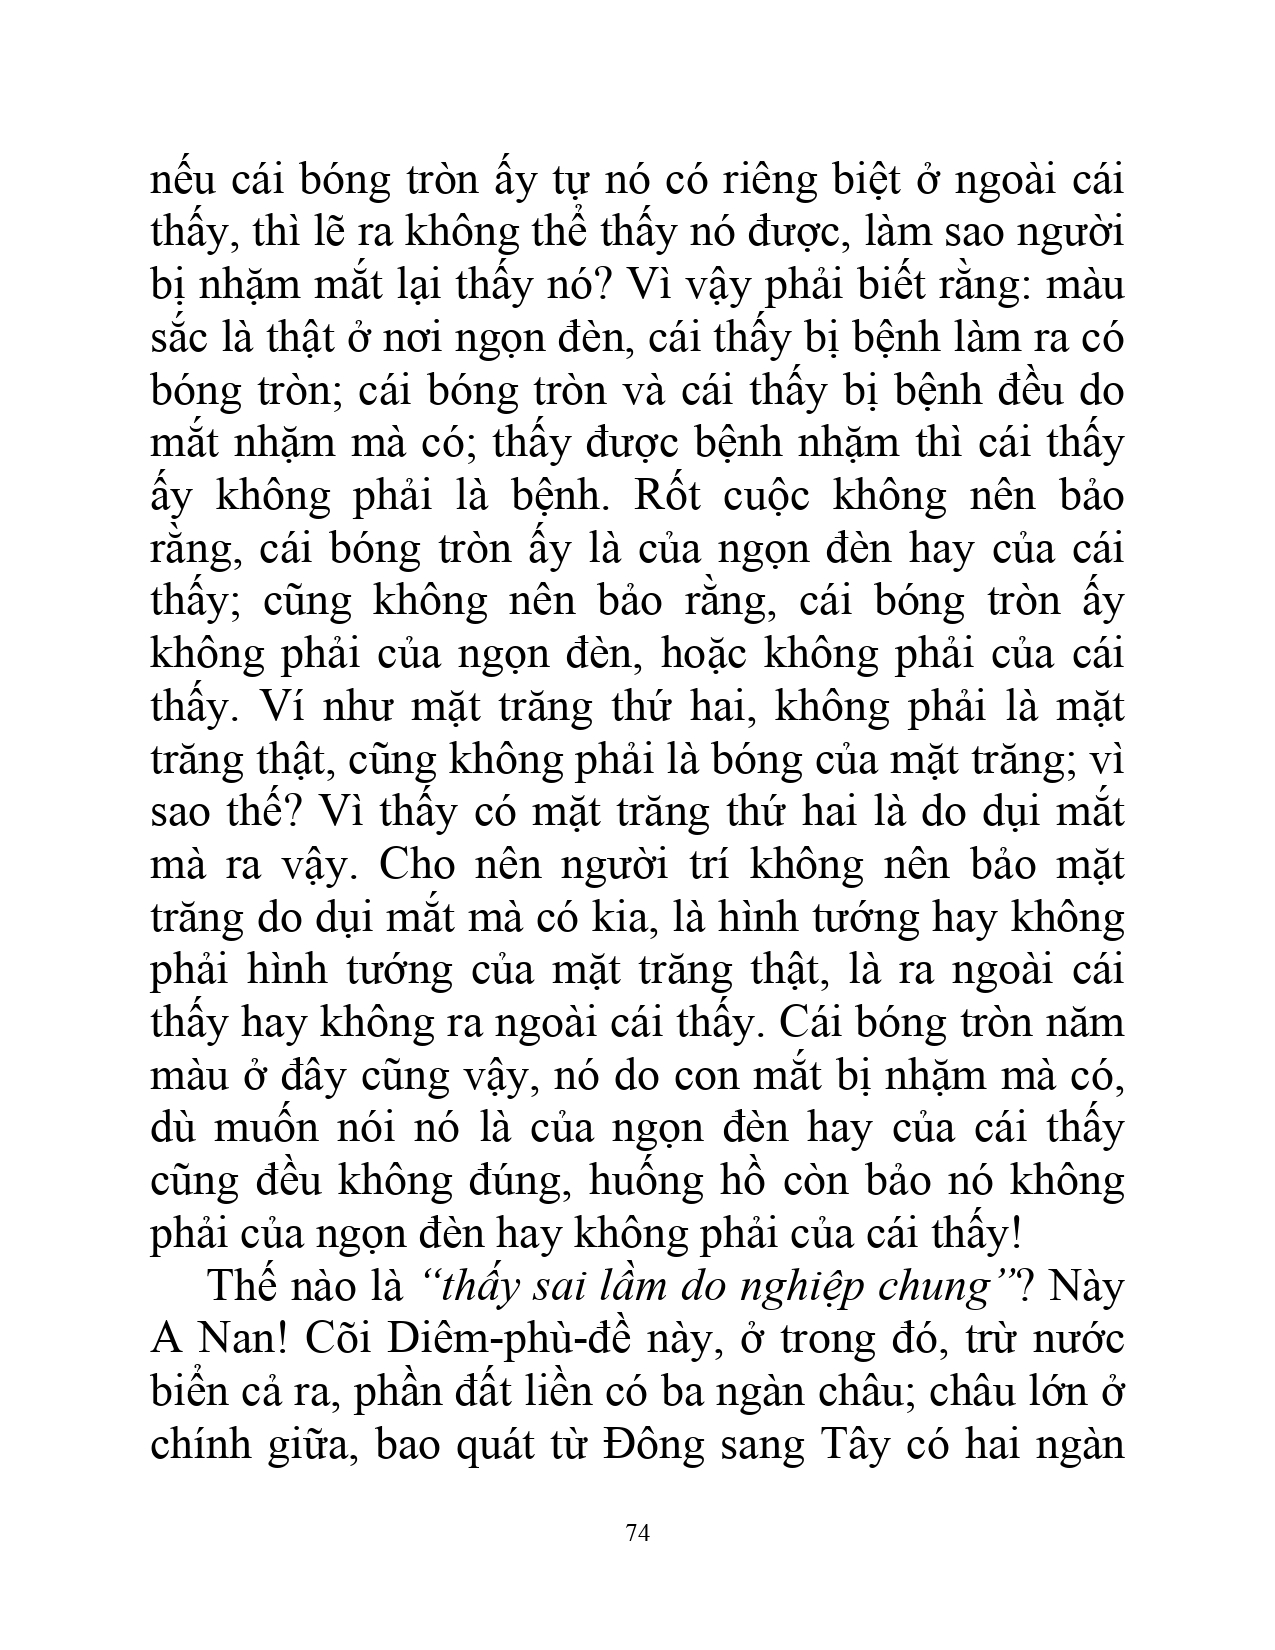 nếu cái bóng tròn ấy tự nó có riêng biệt ở ngoài cái
thấy, thì lẽ ra không thể thấy nó được, làm sao người
bị nhặm mắt lại thấy nó? Vì vậy phải biết rằng: màu
sắc là thật ở nơi ngọn đèn, cái thấy bị bệnh làm ra có
bóng tròn; cái bóng tròn và cái thấy bị bệnh đều do
mắt nhặm mà có; thấy được bệnh nhặm thì cái thấy
ấy không phải là bệnh. Rốt cuộc không nên bảo
rằng, cái bóng tròn ấy là của ngọn đèn hay của cái
thấy; cũng không nên bảo rằng, cái bóng tròn ấy
không phải của ngọn đèn, hoặc không phải của cái
thấy. Ví như mặt trăng thứ hai, không phải là mặt
trăng thật, cũng không phải là bóng của mặt trăng; vì
sao thế? Vì thấy có mặt trăng thứ hai là do dụi mắt
mà ra vậy. Cho nên người trí không nên bảo mặt
trăng do dụi mắt mà có kia, là hình tướng hay không
phải hình tướng của mặt trăng thật, là ra ngoài cái
thấy hay không ra ngoài cái thấy. Cái bóng tròn năm
màu ở đây cũng vậy, nó do con mắt bị nhặm mà có,
dù muốn nói nó là của ngọn đèn hay của cái thấy
cũng đều không đúng, huống hồ còn bảo nó không
phải của ngọn đèn hay không phải của cái thấy!
Thế nào là “thấy sai lầm do nghiệp chung”? Này
A Nan! Cõi Diêm-phù-đề này, ở trong đó, trừ nước
biển cả ra, phần đất liền có ba ngàn châu; châu lớn ở
chính giữa, bao quát từ Đông sang Tây có hai ngàn
74